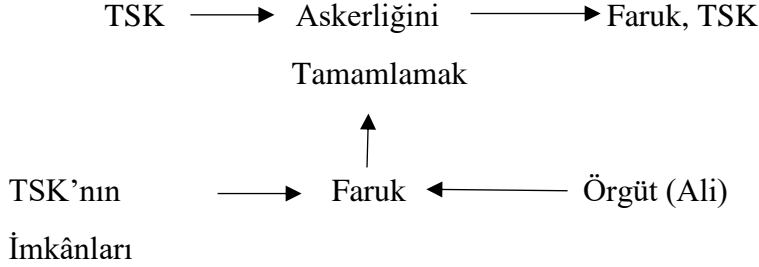 TSK Askerliğini Faruk, TSK
Tamamlamak
TSK’nın Faruk Örgüt (Ali)
İmkânları